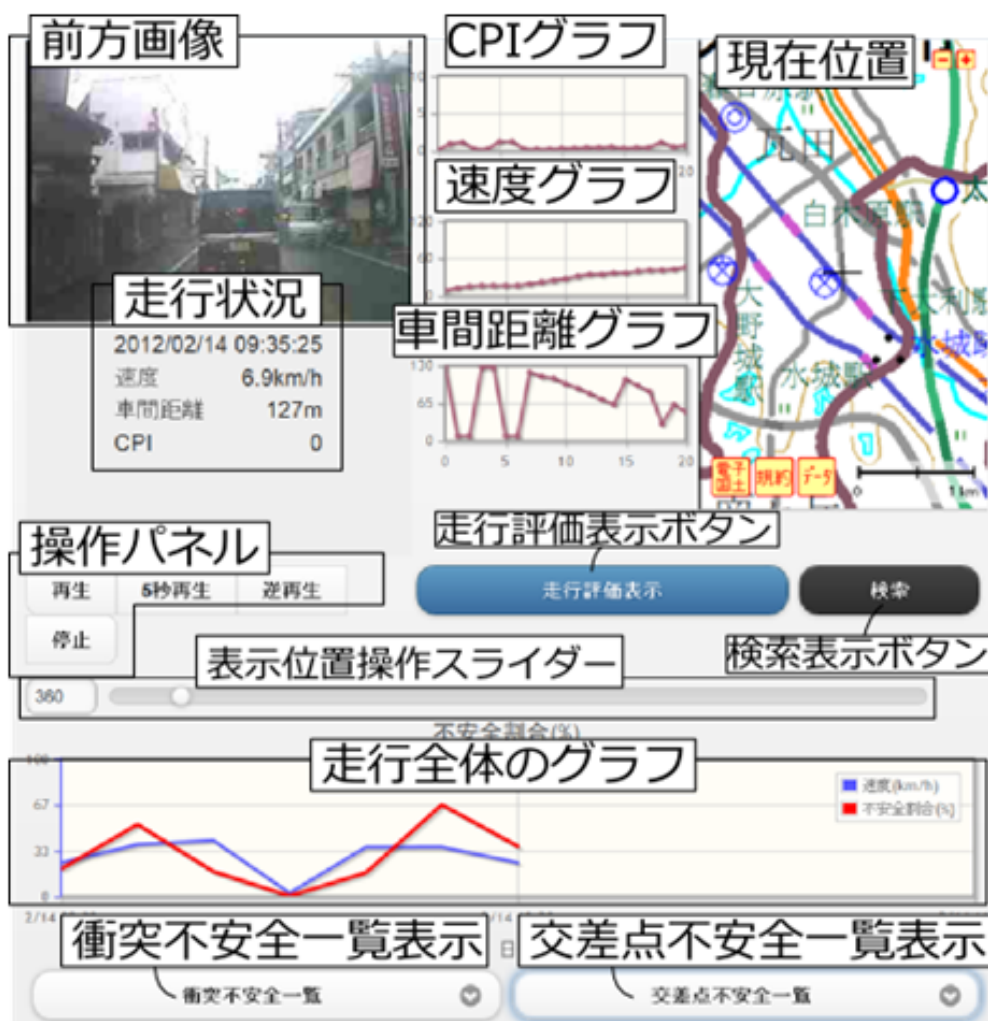 前方画像
CPIグラフ
現在位置
瓦田
白木原駅
速度グラフ
60
太
大野城駅
水城駅
水城駅
走行状況
2012/02/14 09:35:25
速度 6.9km/h
車間距離 127m
CPI 0
車間距離グラフ
130
65
0
0 5 10 15 20
電子国土 規約 データ
0 1km
走行評価表示ボタン
操作パネル
再生 5秒再生 逆再生
走行評価表示 検索
停止
検索表示ボタン
表示位置操作スライダー
360
不安全割合(%)
走行全体のグラフ
100
67
33
0
速度(km/h)
不安全割合(%)
衝突不安全一覧表示
交差点不安全一覧表示
衝突不安全一覧
交差点不安全一覧